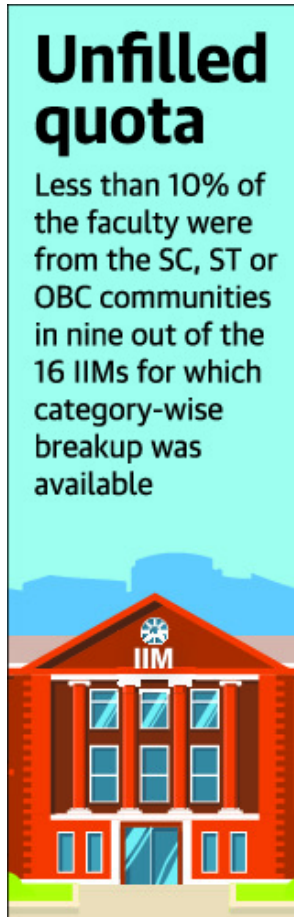 Unfilled
quota
Less than 10% of
the faculty were
from the SC, ST or
OBC communities
in nine out of the
16 IIMs for which
category-wise
breakup was
available
IIM